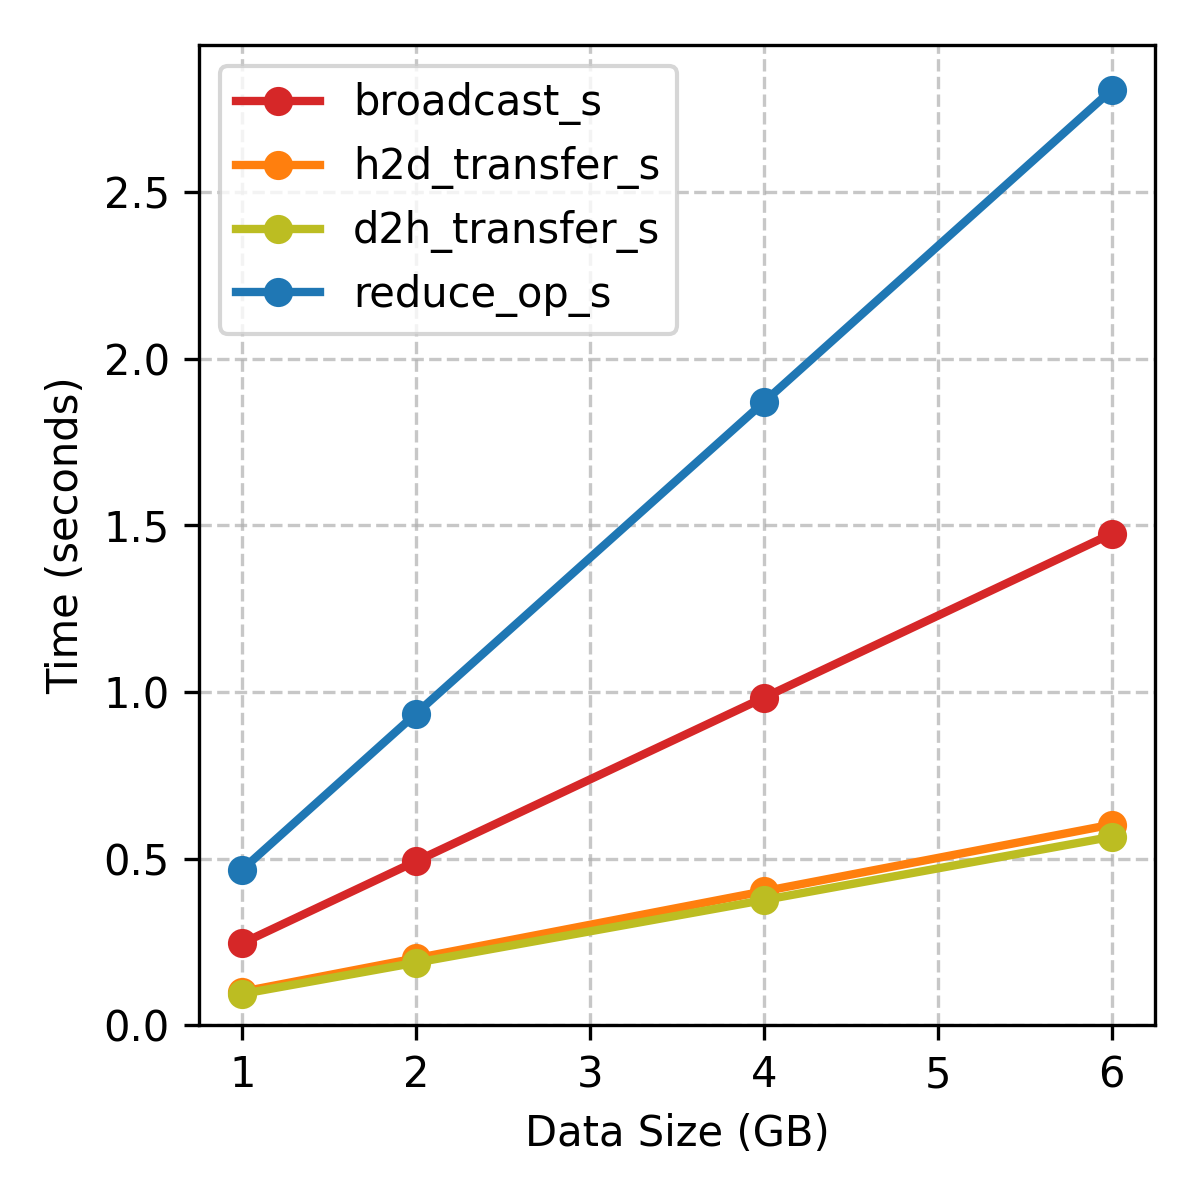 broadcast_s
h2d_transfer_s
d2h_transfer_s
reduce_op_s
2.5
2.0
1.5
1.0
0.5
0.0
Time (seconds)
1 2 3 4 5 6
Data Size (GB)